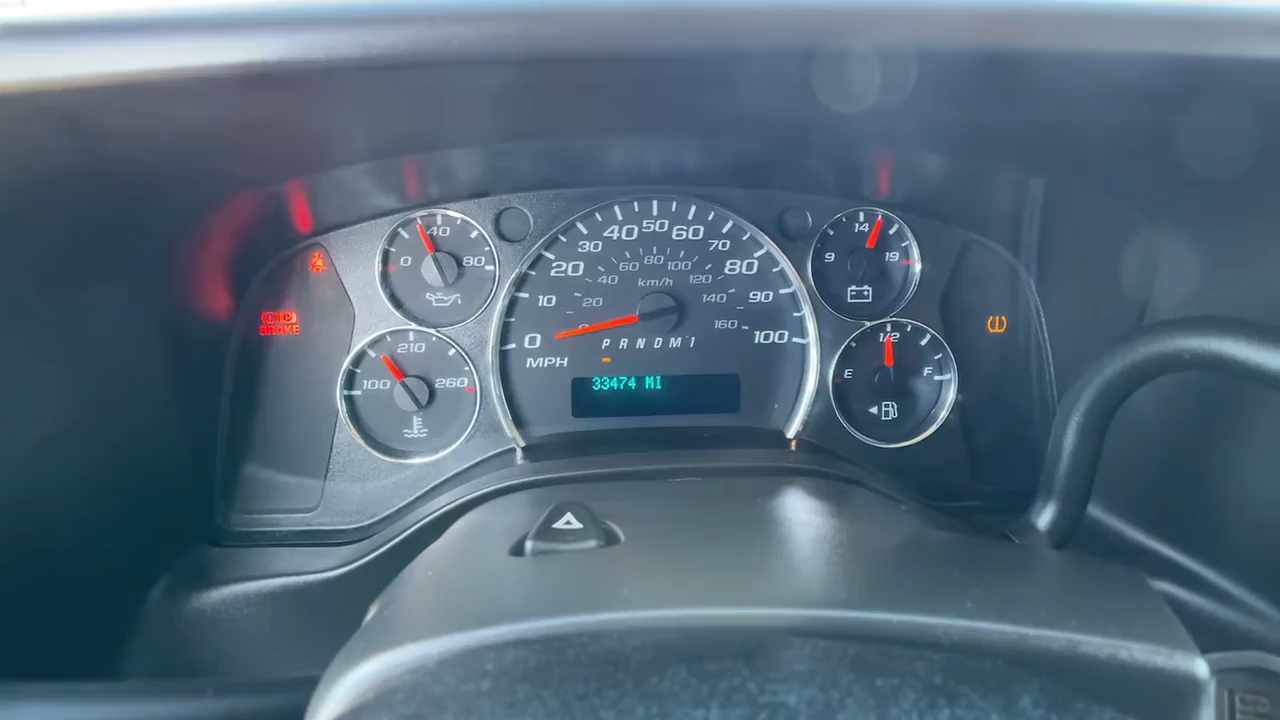 40
0 80
210
100 260
BRAKE
0 10 20 30 40 50 60 70 80 90 100
20 40 60 80 100 120 140 160
km/h
MPH
P R N D M 1
33474 MI
14
9 19
1/2
E F